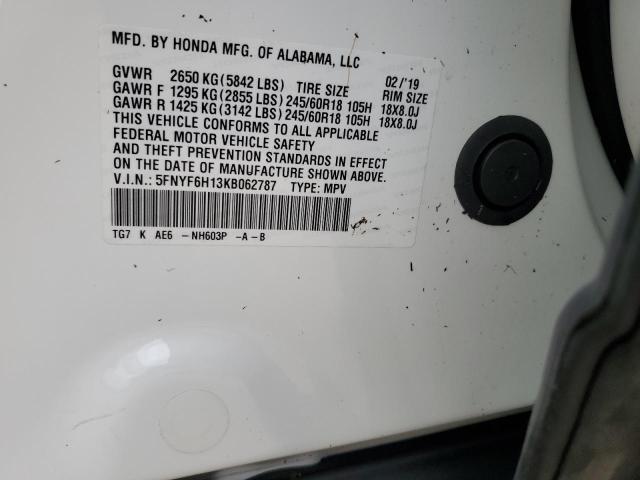 MFD. BY HONDA MFG. OF ALABAMA, LLC
GVWR 2650 KG(5842 LBS) TIRE SIZE 02/'19 RIM SIZE
GAWR F 1295 KG(2855 LBS) 245/60R18 105H 18X8.0J
GAWR R 1425 KG(3142 LBS) 245/60R18 105H 18X8.0J
THIS VEHICLE CONFORMS TO ALL APPLICABLE
FEDERAL MOTOR VEHICLE SAFETY
AND THEFT PREVENTION STANDARDS IN EFFECT
ON THE DATE OF MANUFACTURE SHOWN ABOVE.
V.I.N.: 5FNYF6H13KB062787 TYPE: MPV
TG7 K AE6 -NH603P -A-B